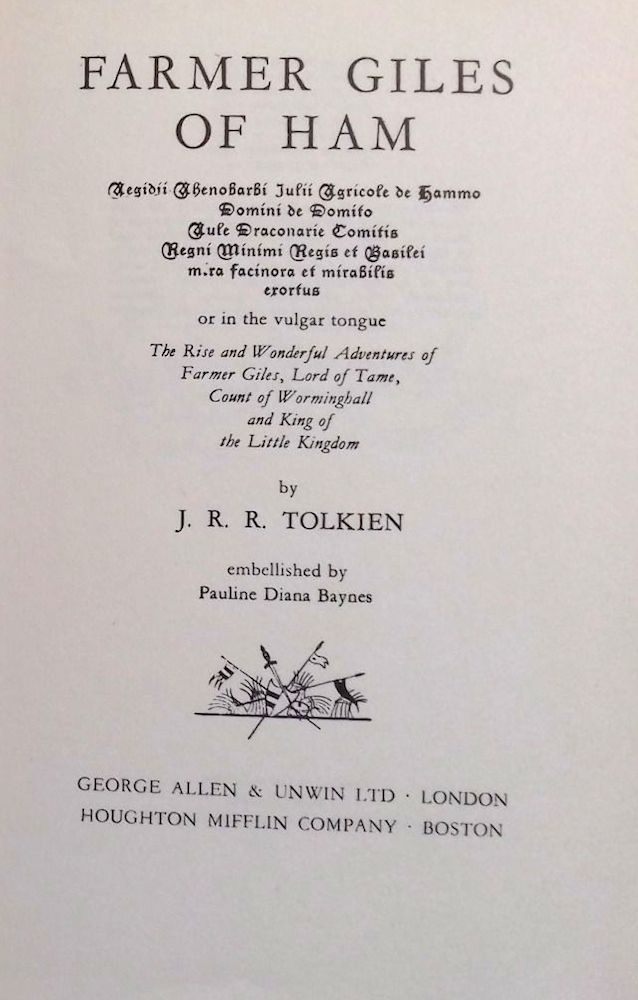 FARMER GILES
OF HAM
Aegidii Ahenobarbi Julii Agricole de Hammo
Domini de Domito
Aule Draconarie Comitis
Regni Minimi Regis et Basilei
mira facinora et mirabilis
exortus
or in the vulgar tongue
The Rise and Wonderful Adventures of
Farmer Giles, Lord of Tame,
Count of Worminghall
and King of
the Little Kingdom
by
J. R. R. TOLKIEN
embellished by
Pauline Diana Baynes
GEORGE ALLEN & UNWIN LTD · LONDON
HOUGHTON MIFFLIN COMPANY · BOSTON